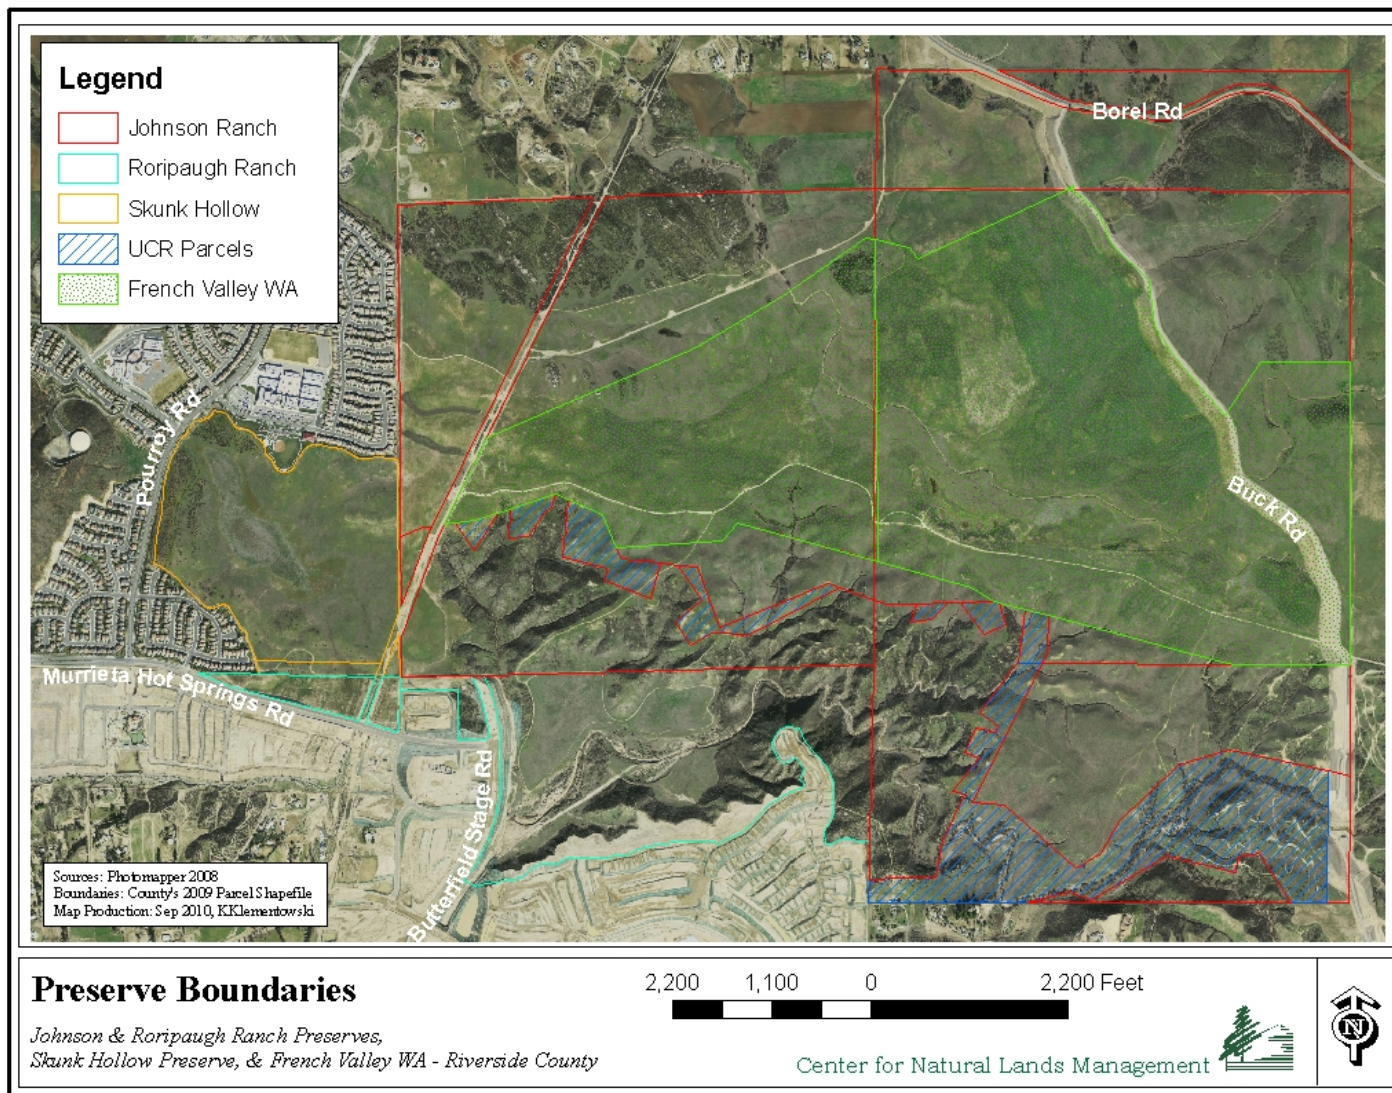 Legend
Johnson Ranch
Roripaugh Ranch
Skunk Hollow
UCR Parcels
French Valley WA
Borel Rd
Pourroy Rd
Buck Rd
Murrieta Hot Springs Rd
Butterfield Stage Rd
Sources: Photomapper 2008
Boundaries: County's 2009 Parcel Shapefile
Map Production: Sep 2010, K.Klementowski
Preserve Boundaries
Johnson & Roripaugh Ranch Preserves,
Skunk Hollow Preserve, & French Valley WA - Riverside County
2,200 1,100 0 2,200 Feet
Center for Natural Lands Management
N